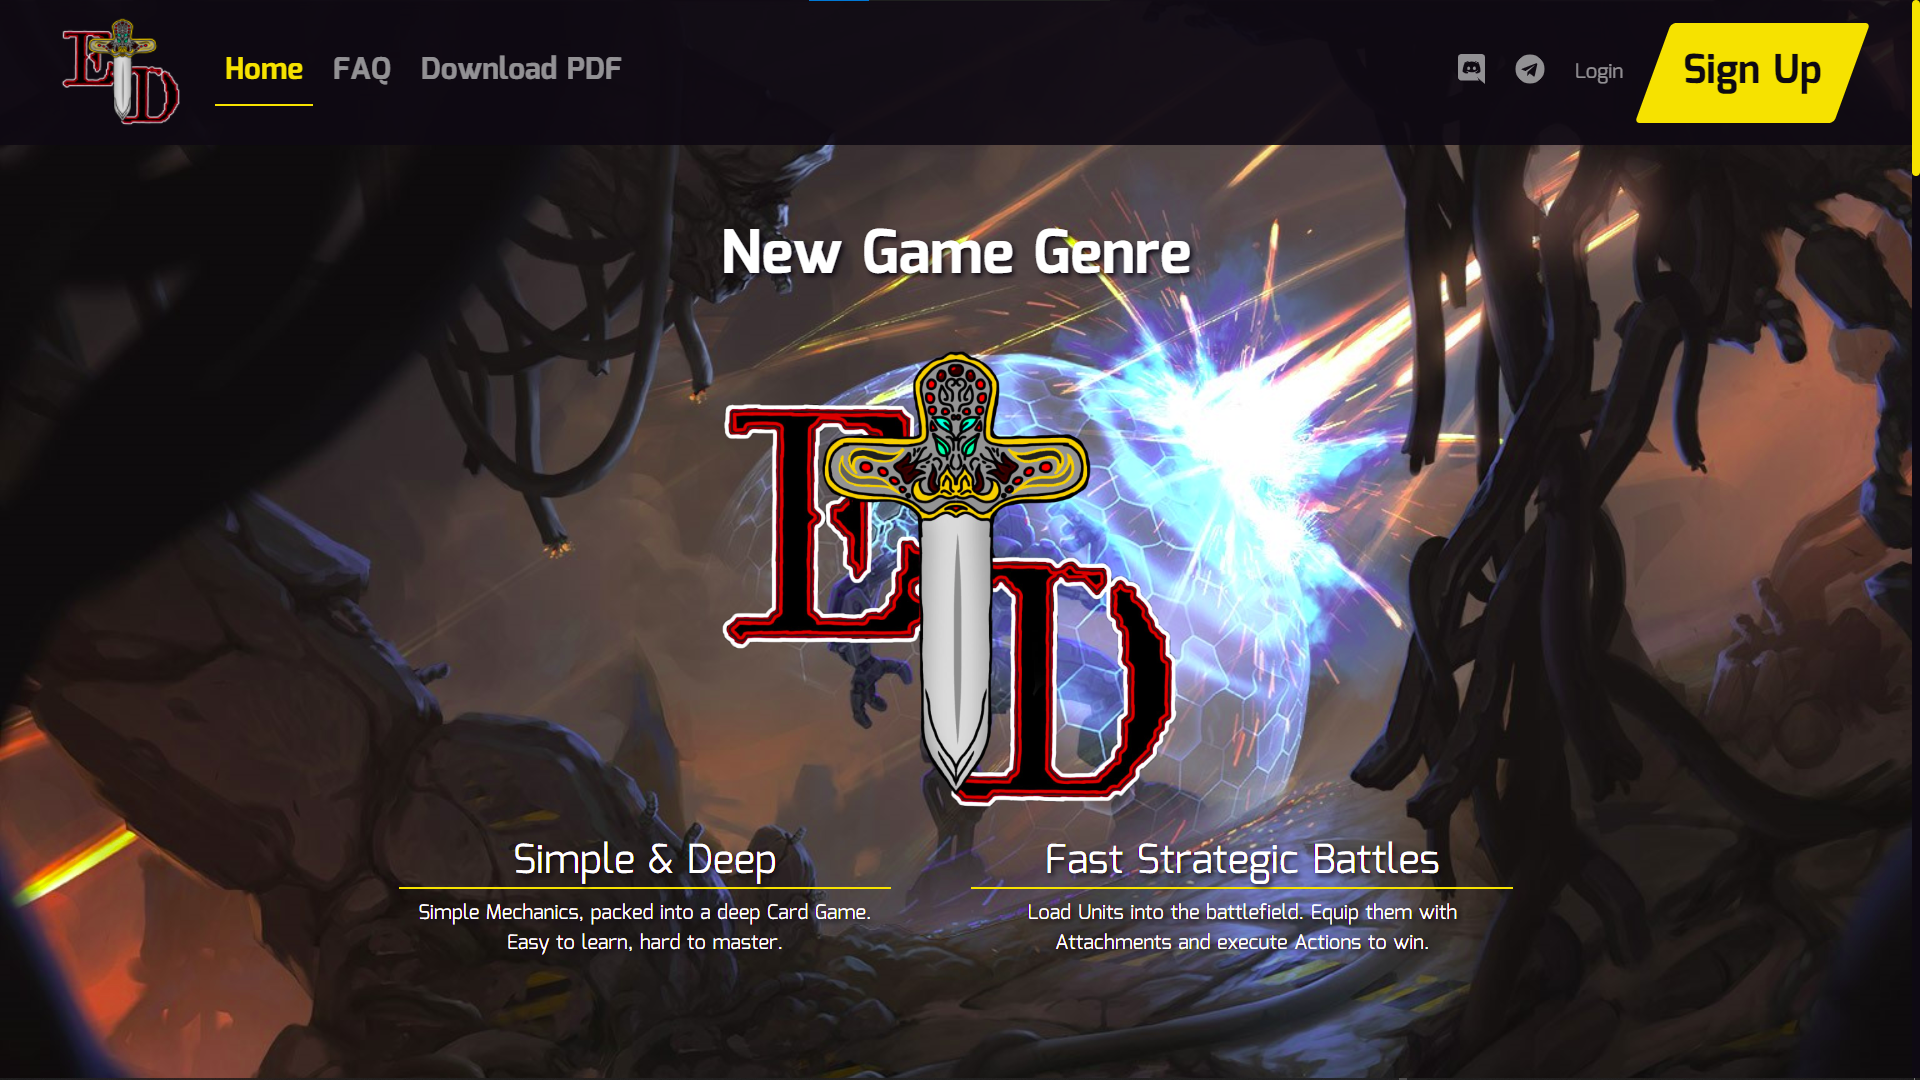 ED
Home
FAQ
Download PDF
Login
Sign Up
New Game Genre
ED
Simple & Deep
Simple Mechanics, packed into a deep Card Game.
Easy to learn, hard to master.
Fast Strategic Battles
Load Units into the battlefield. Equip them with
Attachments and execute Actions to win.